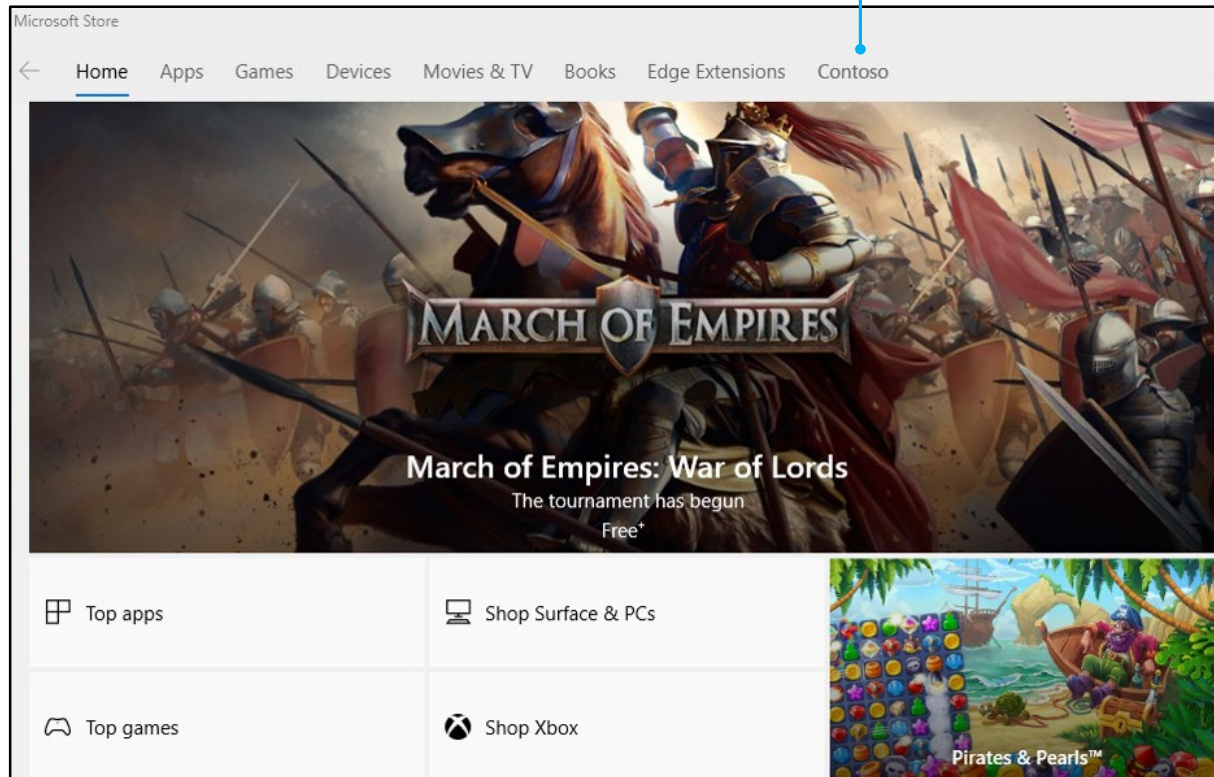 Microsoft Store
Home Apps Games Devices Movies & TV Books Edge Extensions Contoso
MARCH OF EMPIRES
March of Empires: War of Lords
The tournament has begun
Free+
Top apps
Shop Surface & PCs
Top games
Shop Xbox
Pirates & Pearls™